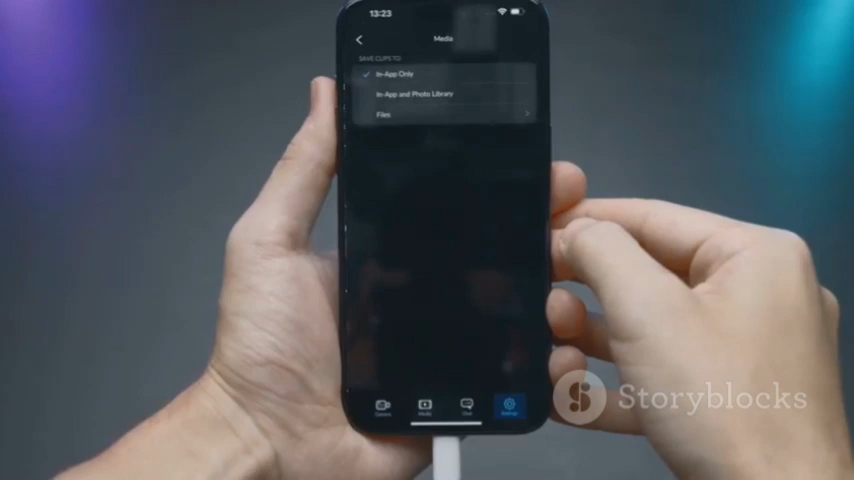 13:23
Media
SAVE CLIPS TO
In-App Only
In-App and Photo Library
Files
Camera
Media
Chat
Settings
Storyblocks